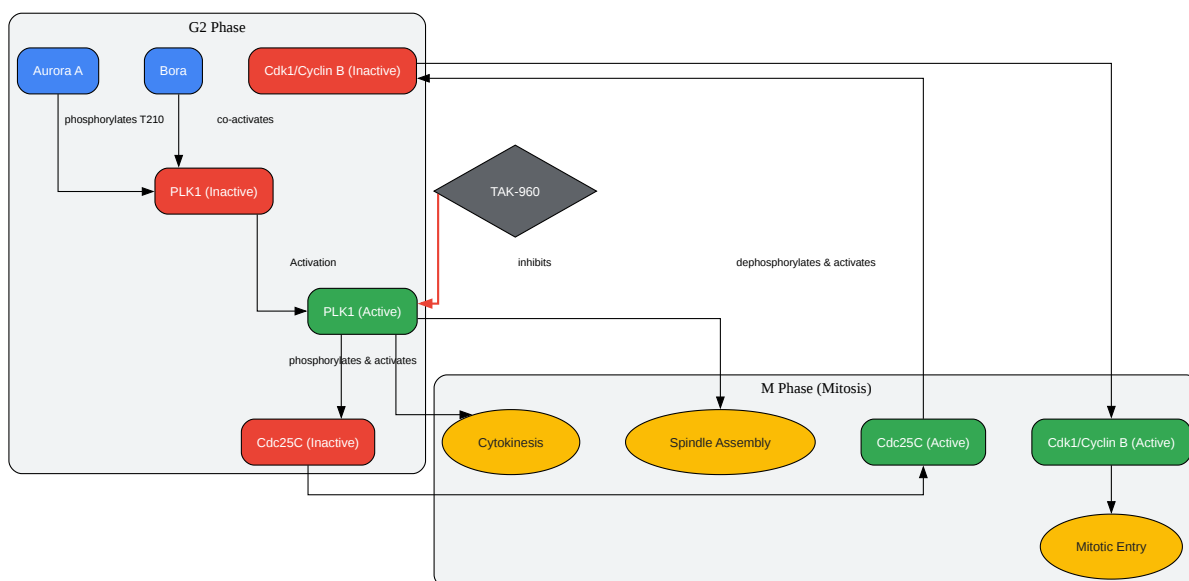 G2 Phase
Aurora A
Bora
Cdk1/Cyclin B (Inactive)
phosphorylates T210
co-activates
PLK1 (Inactive)
TAK-960
Activation
inhibits
dephosphorylates & activates
PLK1 (Active)
phosphorylates & activates
M Phase (Mitosis)
Cdc25C (Inactive)
Cytokinesis
Spindle Assembly
Cdc25C (Active)
Cdk1/Cyclin B (Active)
Mitotic Entry